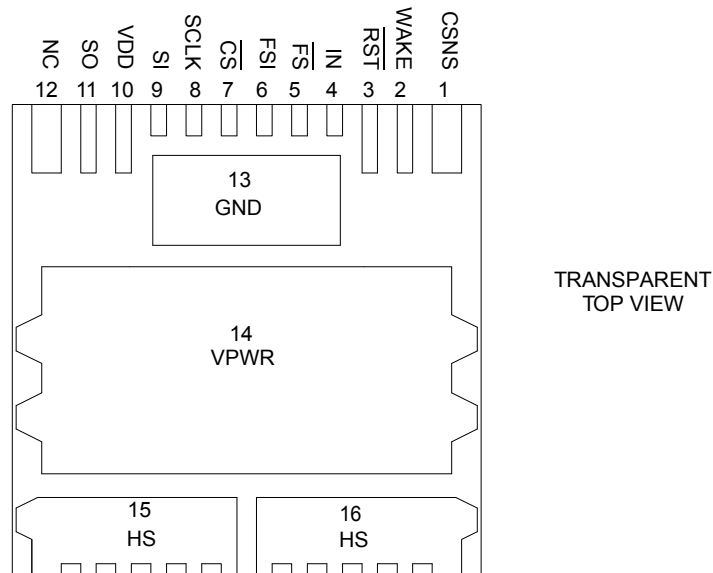 NC
SO
VDD
SI
SCLK
CS
FSI
FS
IN
RST
WAKE
CSNS
12 11 10 9 8 7 6 5 4 3 2 1
13
GND
TRANSPARENT
TOP VIEW
14
VPWR
15
HS
16
HS